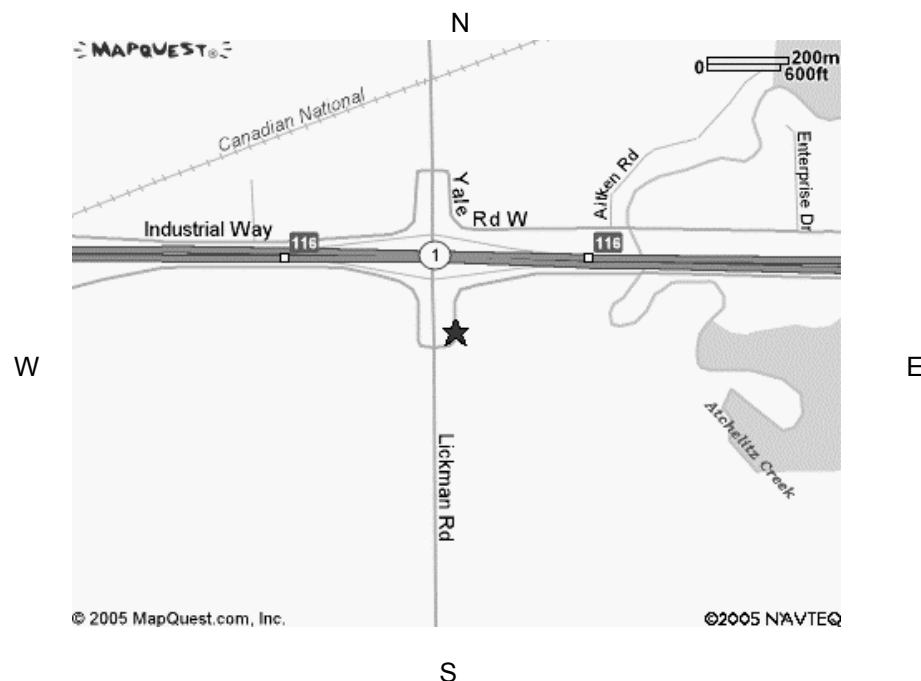 N
MAPQUEST®
0 200m
600ft
Canadian National
Yale
Rd W
Aitken Rd
Enterprise Dr
Industrial Way
116
116
1
W
E
Atchelitz Creek
Lickman Rd
© 2005 MapQuest.com, Inc.
©2005 NAVTEQ
S